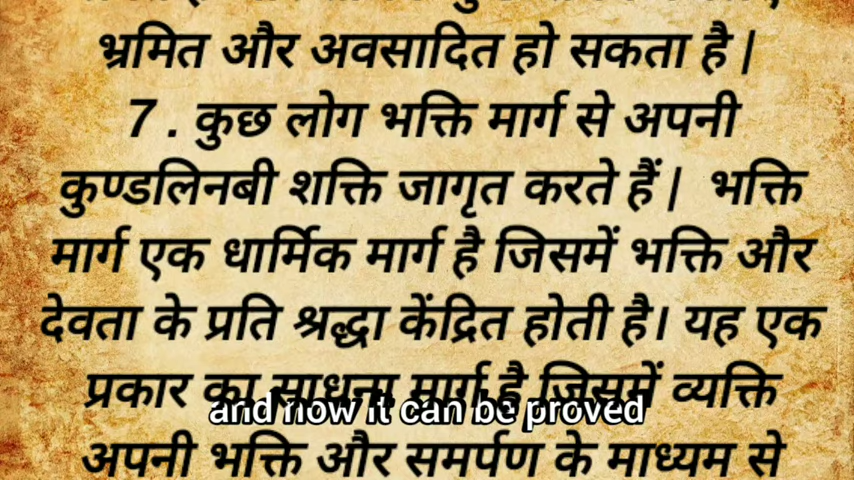 भ्रमित और अवसादित हो सकता है|
7 . कुछ लोग भक्ति मार्ग से अपनी
कुण्डलिनबी शक्ति जागृत करते हैं| भक्ति
मार्ग एक धार्मिक मार्ग है जिसमें भक्ति और
देवता के प्रति श्रद्धा केंद्रित होती है। यह एक
प्रकार का साधना मार्ग है जिसमें व्यक्ति
and now it can be proved
अपनी भक्ति और समर्पण के माध्यम से